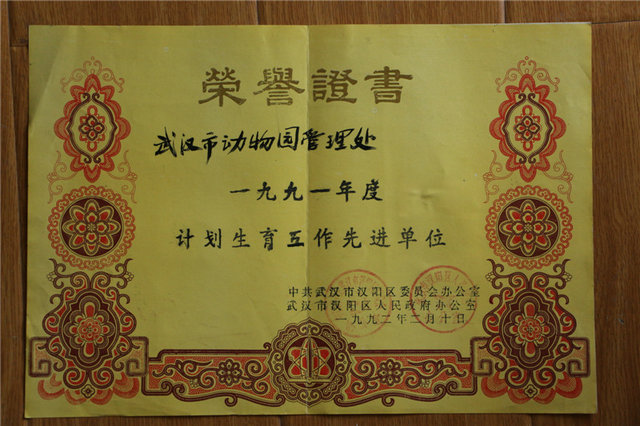 榮譽證書
武汉市动物园管理处
一九九一年度
计划生育工作先进单位
中共武汉市汉阳区委员会办公室
武汉市汉阳区人民政府办公室
一九九二年二月十日